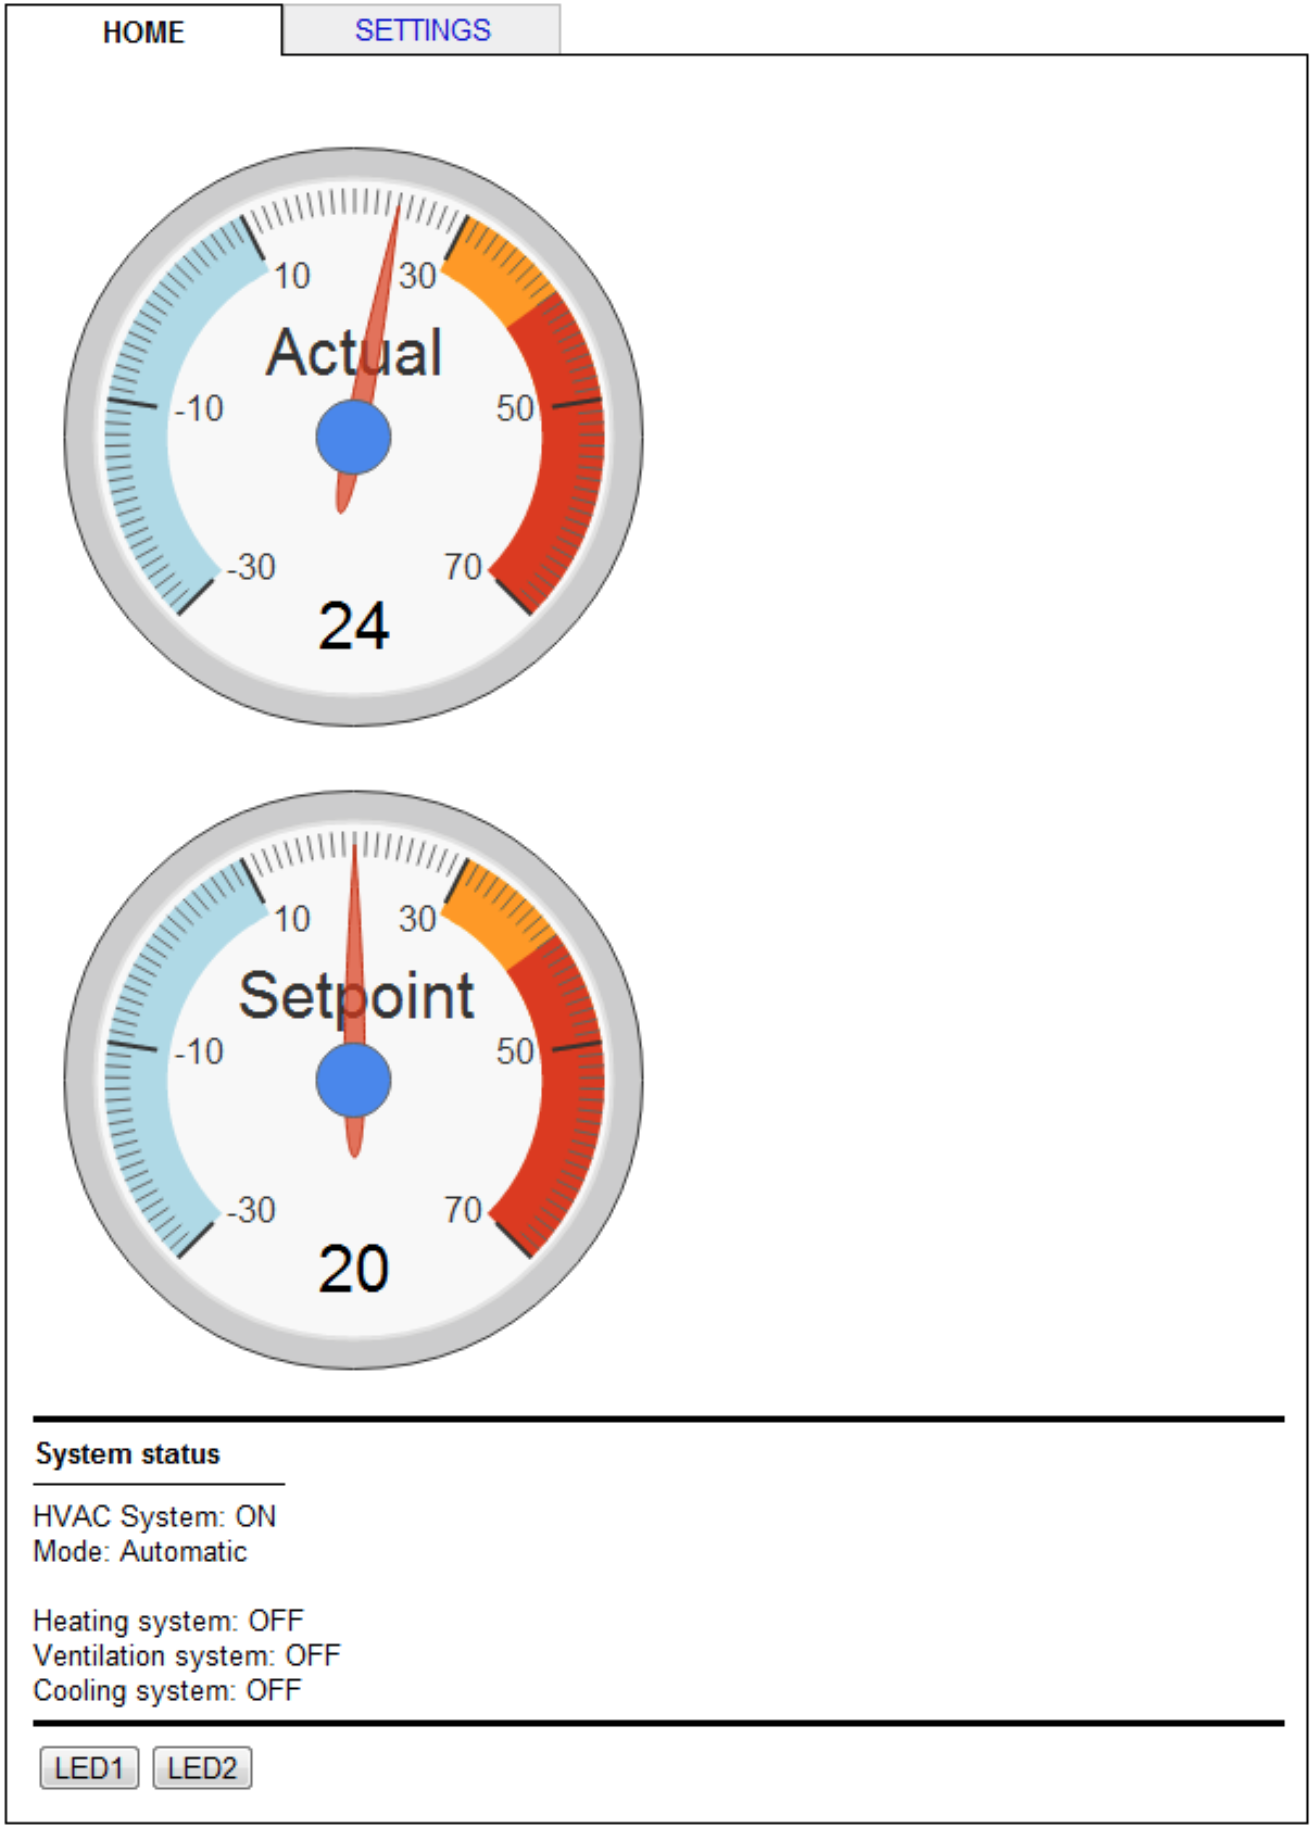 HOME SETTINGS
10 30
Actual
-10 50
-30 70
24
10 30
Setpoint
-10 50
-30 70
20
System status
HVAC System: ON
Mode: Automatic
Heating system: OFF
Ventilation system: OFF
Cooling system: OFF
LED1 LED2